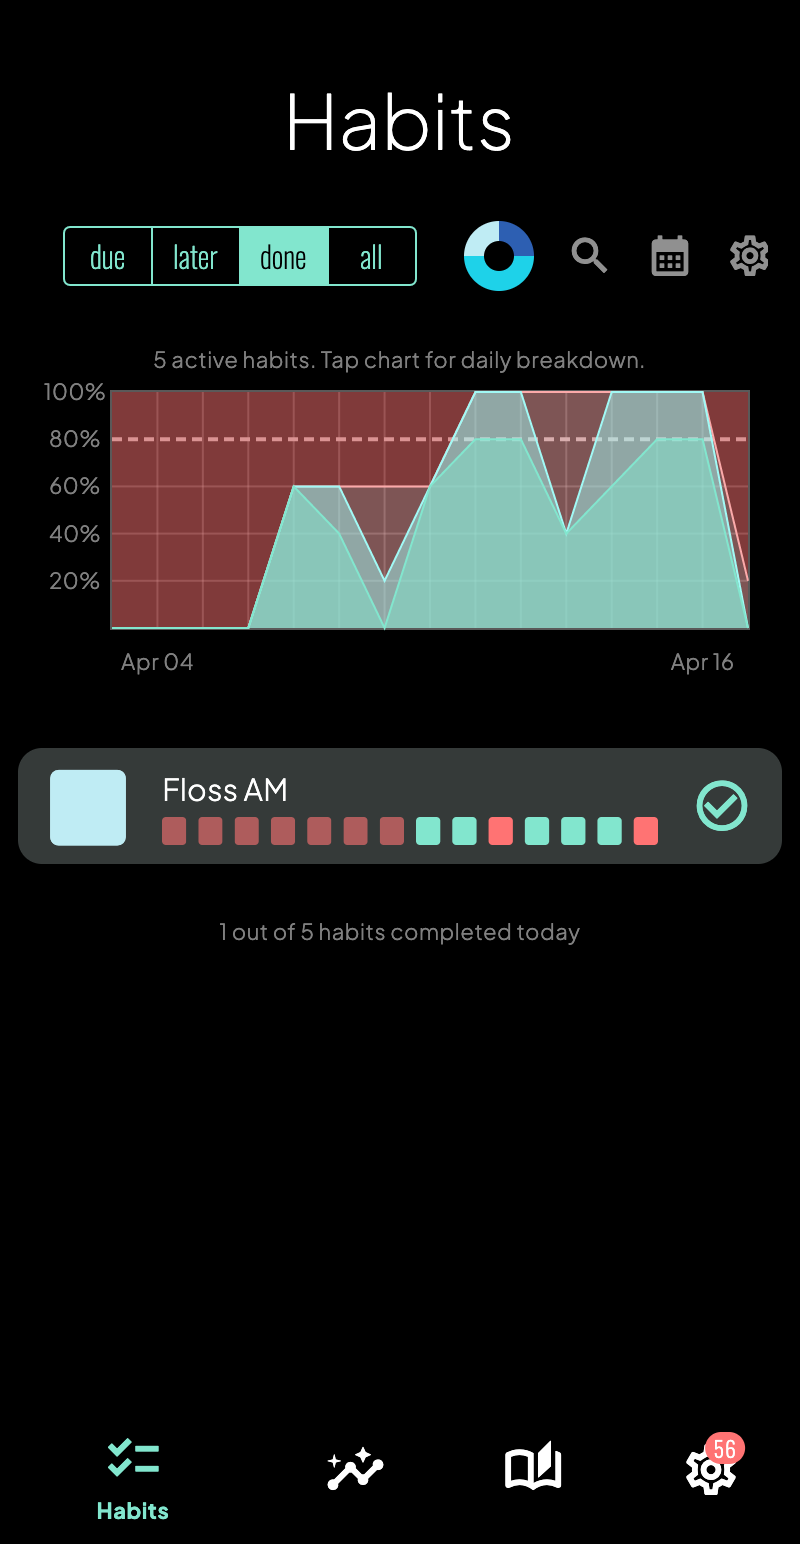 Habits
due later done all
5 active habits. Tap chart for daily breakdown.
100%
80%
60%
40%
20%
Apr 04 Apr 16
Floss AM
1 out of 5 habits completed today
56
Habits